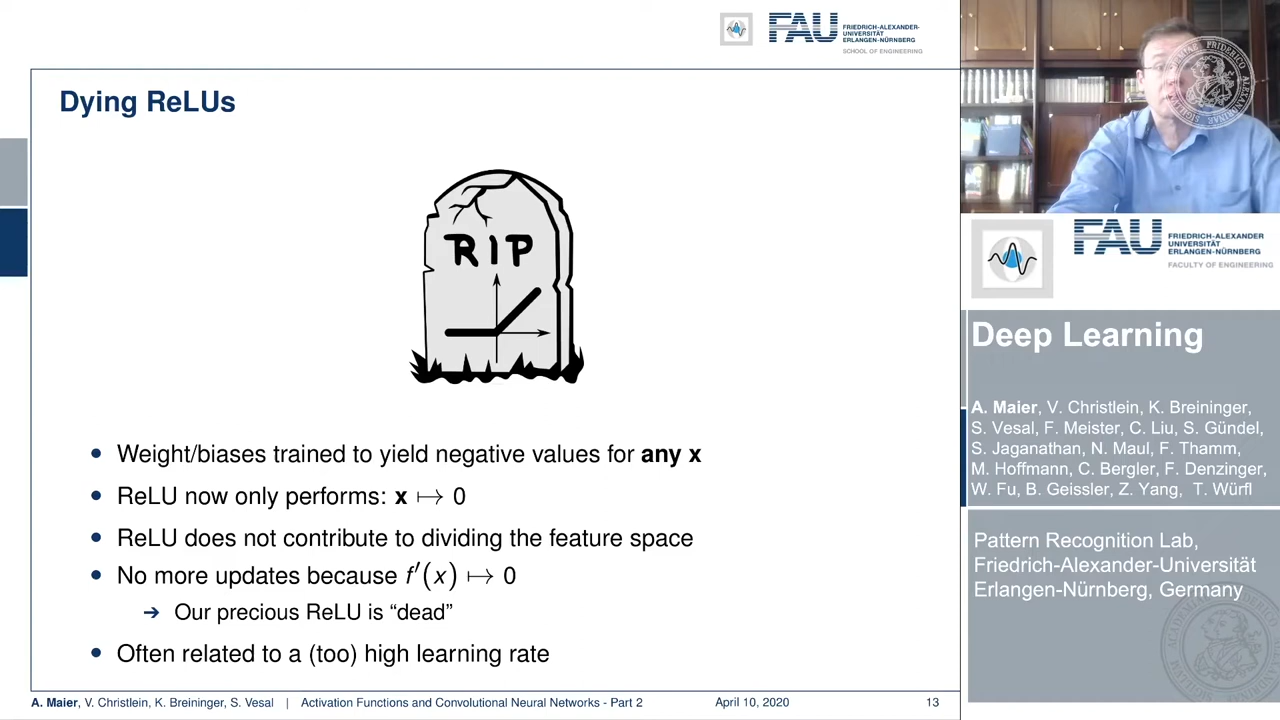 FAU FRIEDRICH-ALEXANDER
UNIVERSITÄT
ERLANGEN-NÜRNBERG
SCHOOL OF ENGINEERING
Dying ReLUs
RIP
• Weight/biases trained to yield negative values for any x
• ReLU now only performs: x ↦ 0
• ReLU does not contribute to dividing the feature space
• No more updates because f′(x) ↦ 0
➔ Our precious ReLU is “dead”
• Often related to a (too) high learning rate
A. Maier, V. Christlein, K. Breininger, S. Vesal | Activation Functions and Convolutional Neural Networks - Part 2 April 10, 2020 13
FAU FRIEDRICH-ALEXANDER
UNIVERSITÄT
ERLANGEN-NÜRNBERG
FACULTY OF ENGINEERING
Deep Learning
A. Maier, V. Christlein, K. Breininger,
S. Vesal, F. Meister, C. Liu, S. Gündel,
S. Jaganathan, N. Maul, F. Thamm,
M. Hoffmann, C. Bergler, F. Denzinger,
W. Fu, B. Geissler, Z. Yang, T. Würfl
Pattern Recognition Lab,
Friedrich-Alexander-Universität
Erlangen-Nürnberg, Germany